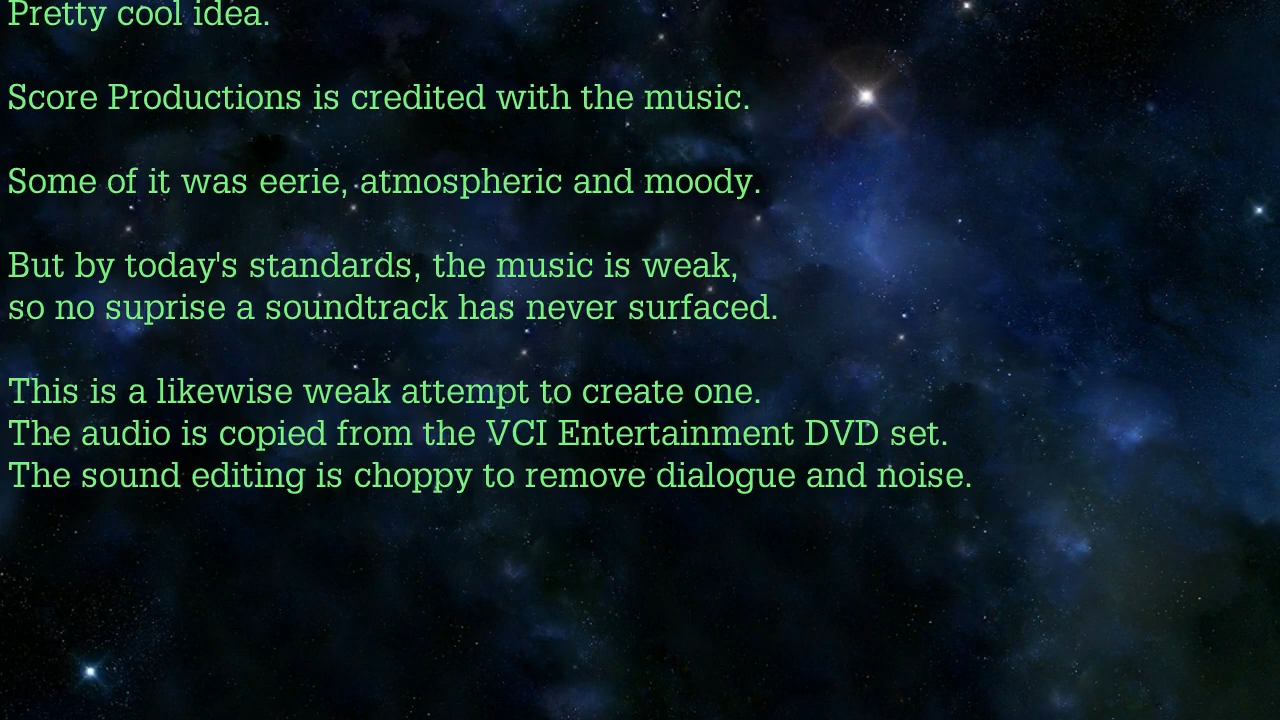 Pretty cool idea.
Score Productions is credited with the music.
Some of it was eerie, atmospheric and moody.
But by today's standards, the music is weak,
so no suprise a soundtrack has never surfaced.
This is a likewise weak attempt to create one.
The audio is copied from the VCI Entertainment DVD set.
The sound editing is choppy to remove dialogue and noise.